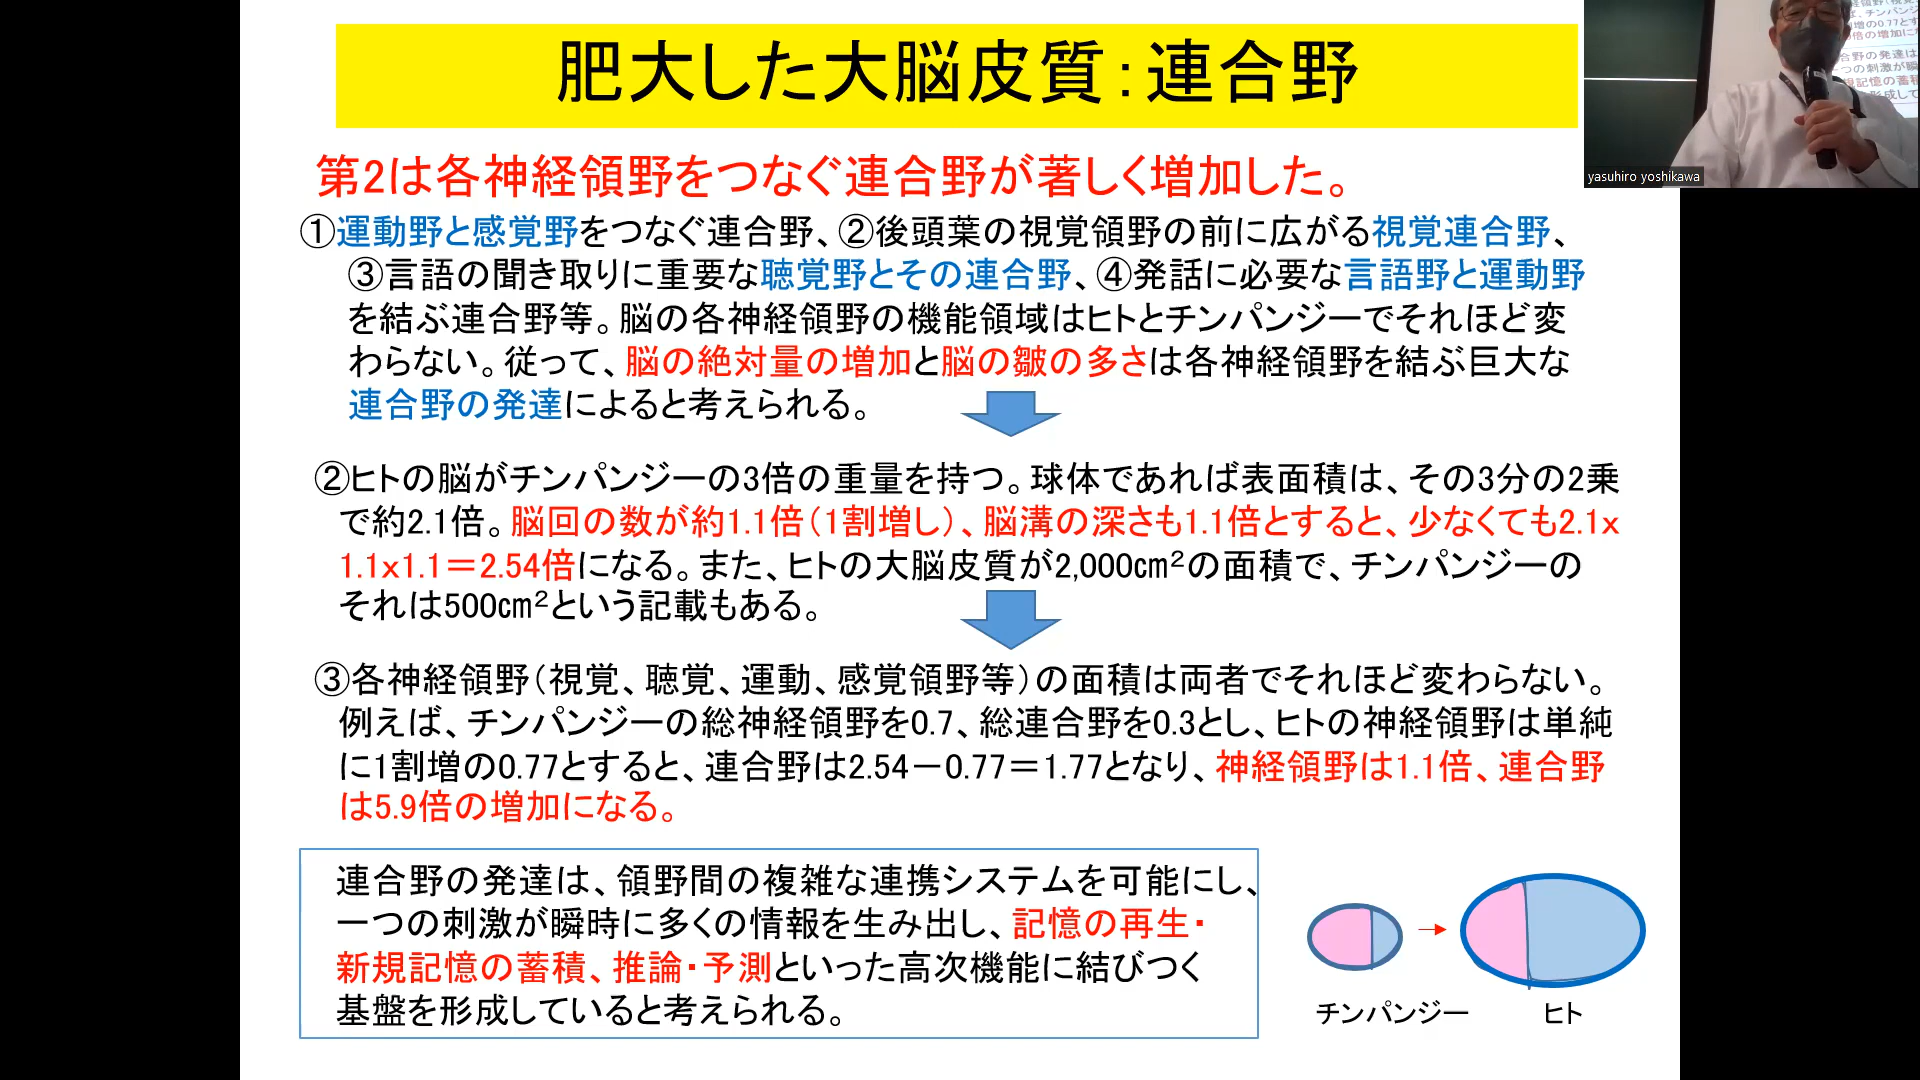 肥大した大脳皮質：連合野
第2は各神経領野をつなぐ連合野が著しく増加した。
①運動野と感覚野をつなぐ連合野、②後頭葉の視覚領野の前に広がる視覚連合野、
③言語の聞き取りに重要な聴覚野とその連合野、④発話に必要な言語野と運動野
を結ぶ連合野等。脳の各神経領野の機能領域はヒトとチンパンジーでそれほど変
わらない。従って、脳の絶対量の増加と脳の皺の多さは各神経領野を結ぶ巨大な
連合野の発達によると考えられる。
②ヒトの脳がチンパンジーの3倍の重量を持つ。球体であれば表面積は、その3分の2乗
で約2.1倍。脳回の数が約1.1倍（1割増し）、脳溝の深さも1.1倍とすると、少なくても2.1x
1.1x1.1＝2.54倍になる。また、ヒトの大脳皮質が2,000㎝²の面積で、チンパンジーの
それは500㎝²という記載もある。
③各神経領野（視覚、聴覚、運動、感覚領野等）の面積は両者でそれほど変わらない。
例えば、チンパンジーの総神経領野を0.7、総連合野を0.3とし、ヒトの神経領野は単純
に1割増の0.77とすると、連合野は2.54－0.77＝1.77となり、神経領野は1.1倍、連合野
は5.9倍の増加になる。
連合野の発達は、領野間の複雑な連携システムを可能にし、
一つの刺激が瞬時に多くの情報を生み出し、記憶の再生・
新規記憶の蓄積、推論・予測といった高次機能に結びつく
基盤を形成していると考えられる。
チンパンジー
ヒト
yasuhiro yoshikawa